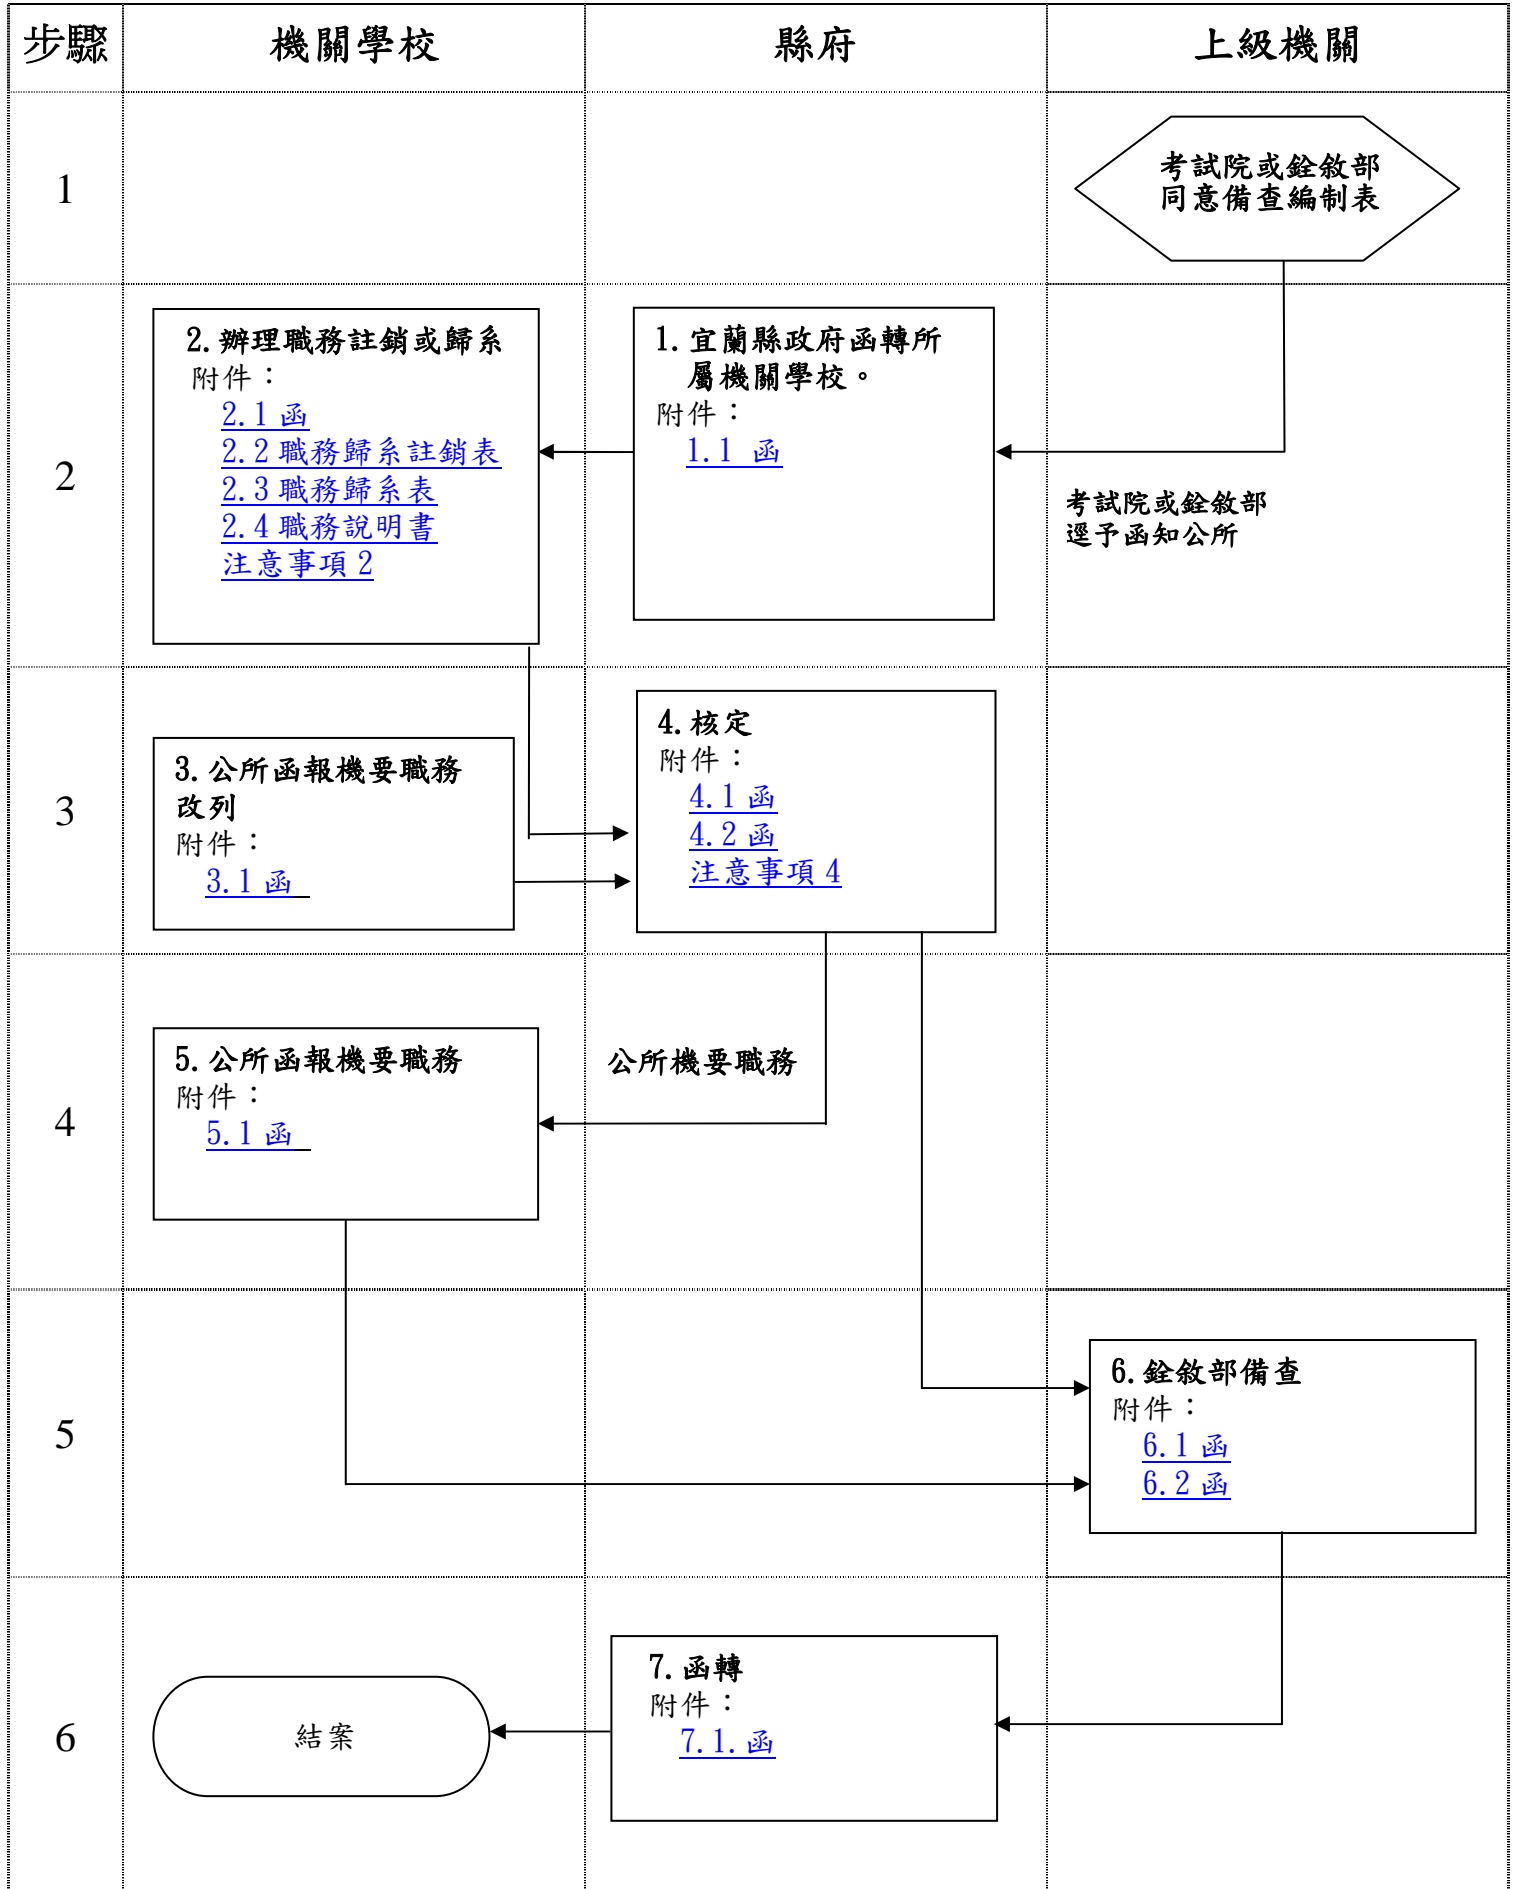 步驟
機關學校
縣府
上級機關
1
考試院或銓敘部
同意備查編制表
2
2.辦理職務註銷或歸系
附件：
2.1 函
2.2 職務歸系註銷表
2.3 職務歸系表
2.4 職務說明書
注意事項 2
1. 宜蘭縣政府函轉所
屬機關學校。
附件：
1.1 函
考試院或銓敘部
逕予函知公所
3
3.公所函報機要職務
改列
附件：
3.1 函
4.核定
附件：
4.1 函
4.2 函
注意事項 4
4
5.公所函報機要職務
附件：
5.1 函
公所機要職務
5
6.銓敘部備查
附件：
6.1 函
6.2 函
6
結案
7.函轉
附件：
7.1.函